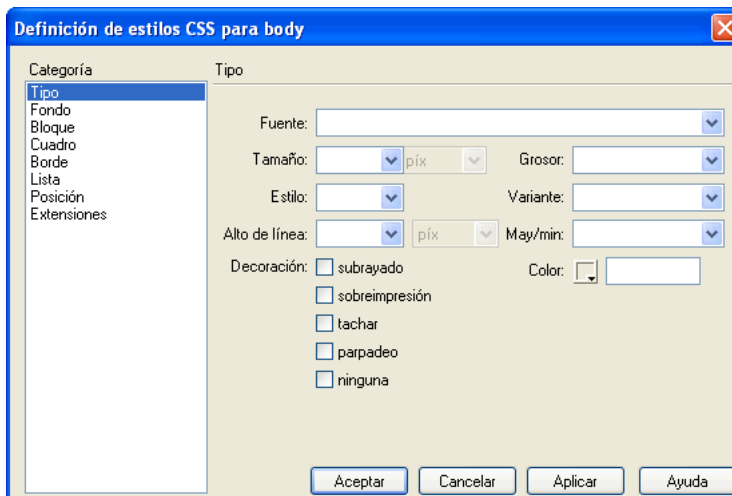 Definición de estilos CSS para body
Categoría
Tipo
Fondo
Bloque
Cuadro
Borde
Lista
Posición
Extensiones
Tipo
Fuente:
Tamaño: píx Grosor:
Estilo: Variante:
Alto de línea: píx May/min:
Decoración: subrayado Color:
sobreimpresión
tachar
parpadeo
ninguna
Aceptar Cancelar Aplicar Ayuda